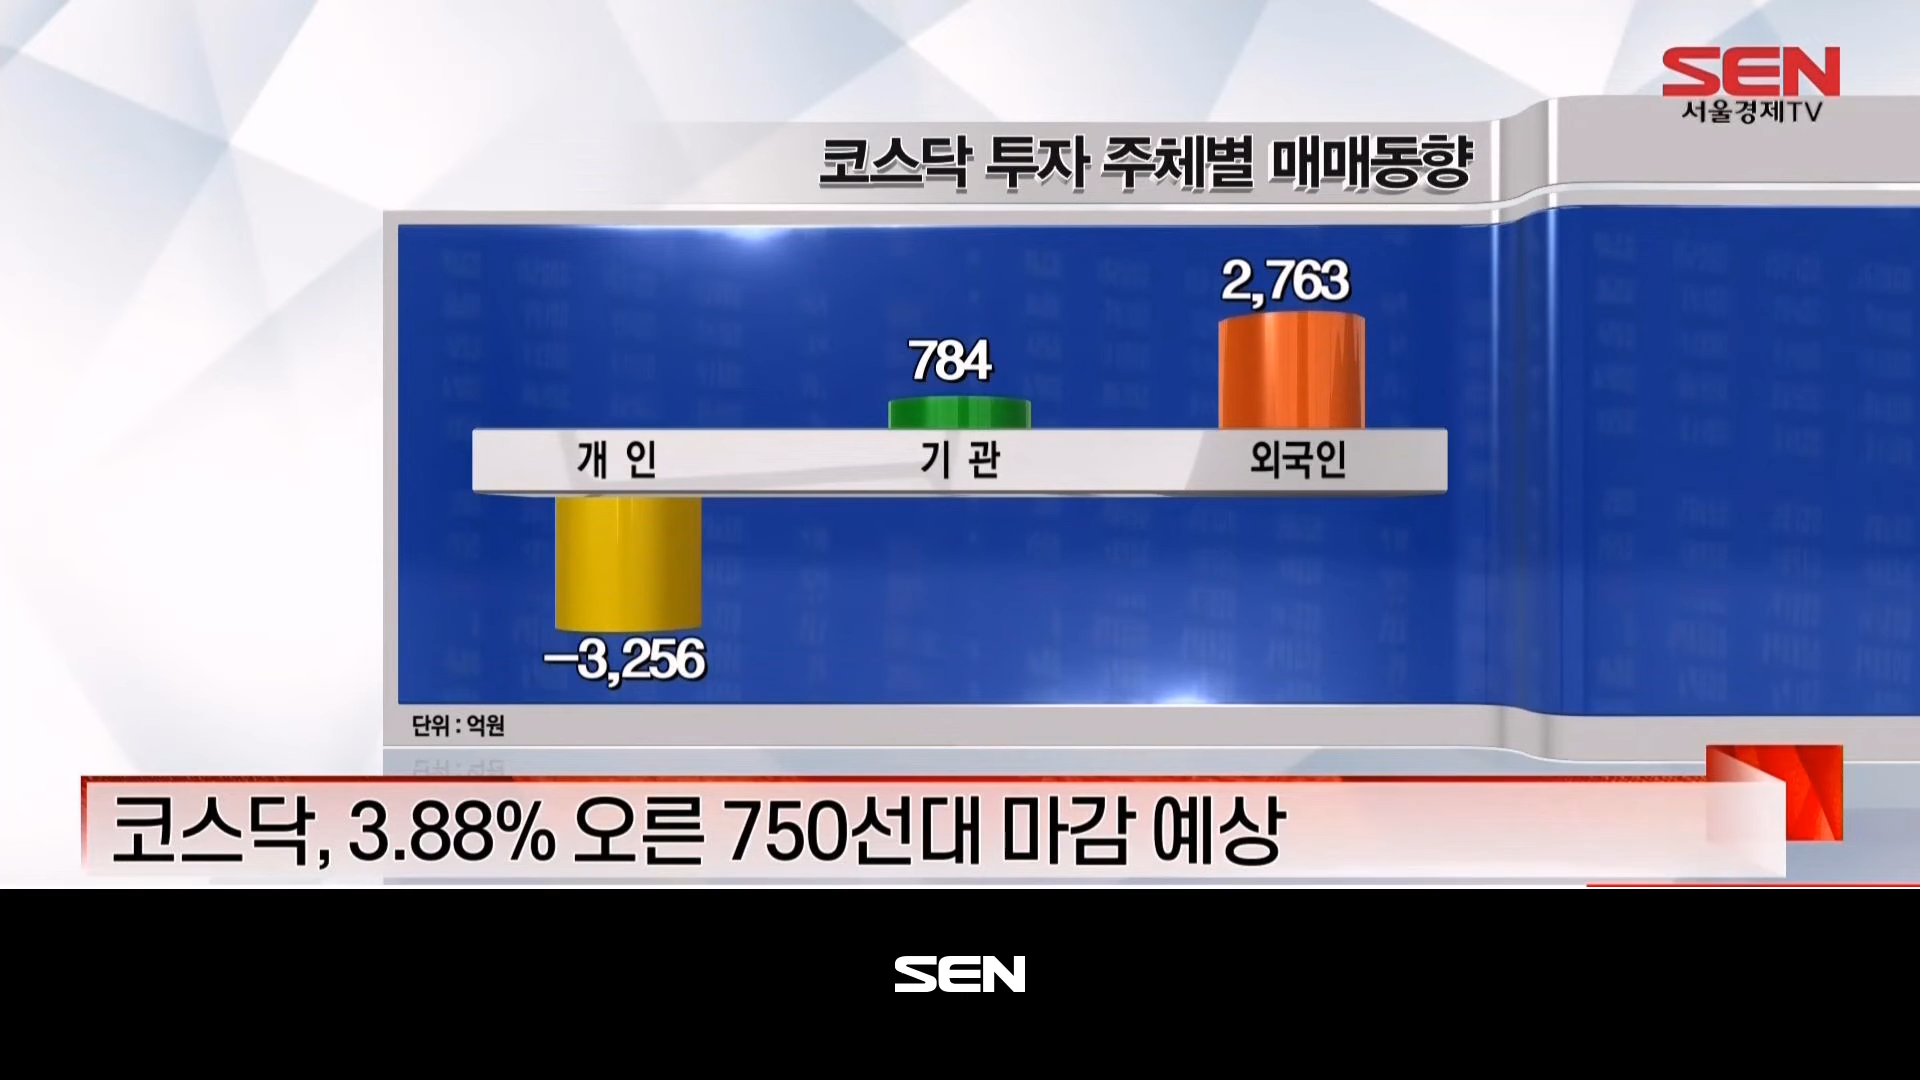 SEN
서울경제TV
코스닥 투자 주체별 매매동향
2,763
784
개 인
기 관
외국인
–3,256
단위 : 억원
코스닥, 3.88% 오른 750선대 마감 예상
SEN